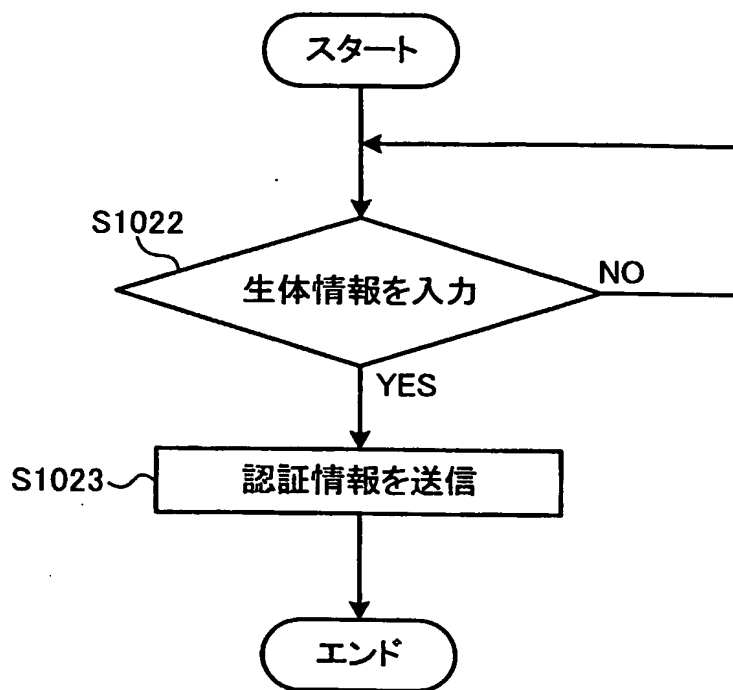 スタート
S1022
生体情報を入力
NO
YES
S1023
認証情報を送信
エンド